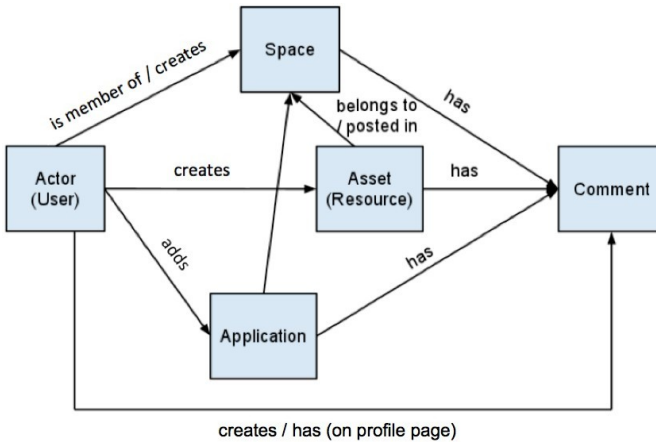 Space
is member of / creates
has
belongs to
/ posted in
Actor
(User)
creates
Asset
(Resource)
has
Comment
adds
has
Application
creates / has (on profile page)